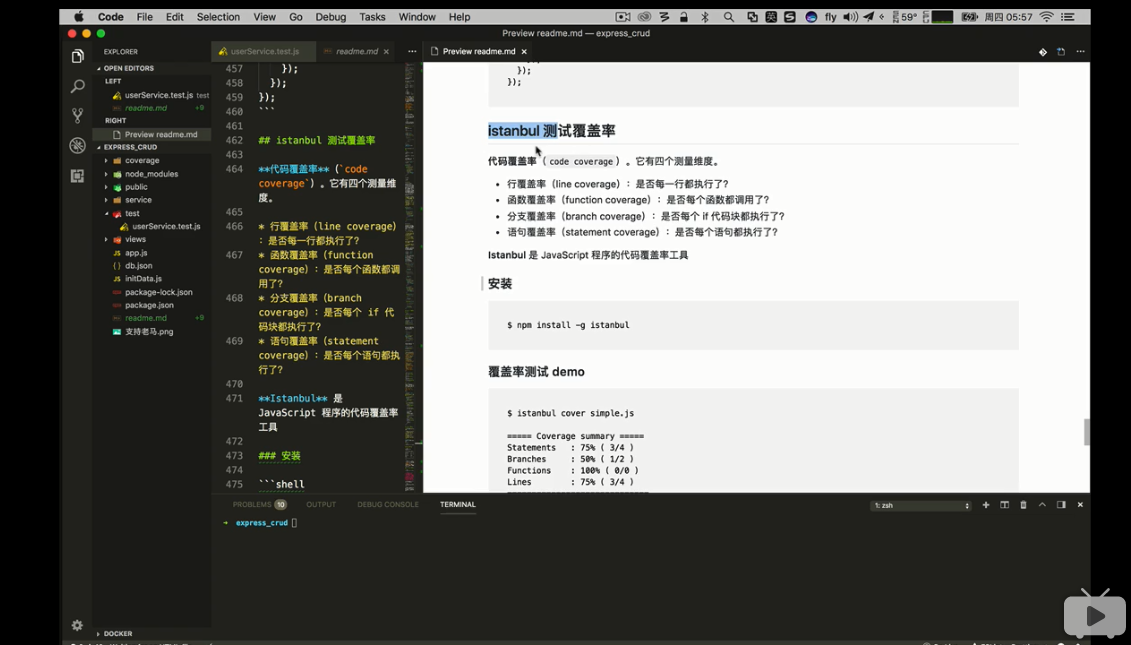 Code File Edit Selection View Go Debug Tasks Window Help
英 fly 59° 周四 05:57
Preview readme.md — express_crud
EXPLORER
OPEN EDITORS
LEFT
userService.test.js test
readme.md +9
RIGHT
Preview readme.md
EXPRESS_CRUD
coverage
node_modules
public
service
test
userService.test.js
views
app.js
db.json
initData.js
package-lock.json
package.json
readme.md +9
支持老马.png
DOCKER
userService.test.js readme.md ×
457 });
458 });
459 });
460 ```
461
462 ## istanbul 测试覆盖率
463
464 **代码覆盖率**（`code
coverage`）。它有四个测量维
度。
465
466 * 行覆盖率（line coverage）
：是否每一行都执行了?
467 * 函数覆盖率（function
coverage）：是否每个函数都调
用了?
468 * 分支覆盖率（branch
coverage）：是否每个 if 代
码块都执行了?
469 * 语句覆盖率（statement
coverage）：是否每个语句都执
行了?
470
471 **Istanbul** 是
JavaScript 程序的代码覆盖率
工具
472
473 ### 安装
474
475 ```shell
Preview readme.md ×
});
});
istanbul 测试覆盖率
代码覆盖率（code coverage）。它有四个测量维度。
• 行覆盖率（line coverage）：是否每一行都执行了?
• 函数覆盖率（function coverage）：是否每个函数都调用了?
• 分支覆盖率（branch coverage）：是否每个 if 代码块都执行了?
• 语句覆盖率（statement coverage）：是否每个语句都执行了?
Istanbul 是 JavaScript 程序的代码覆盖率工具
安装
$ npm install -g istanbul
覆盖率测试 demo
$ istanbul cover simple.js
===== Coverage summary =====
Statements : 75% ( 3/4 )
Branches : 50% ( 1/2 )
Functions : 100% ( 0/0 )
Lines : 75% ( 3/4 )
PROBLEMS 10 OUTPUT DEBUG CONSOLE TERMINAL 1: zsh
→ express_crud